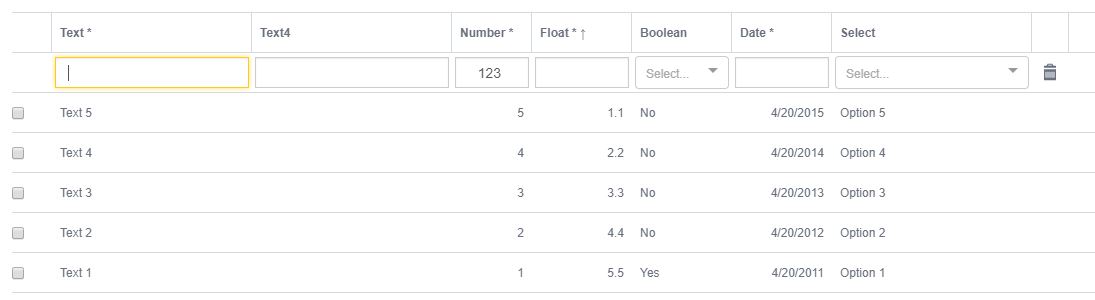 Text * Text4 Number * Float * ↑ Boolean Date * Select
123 Select... Select...
Text 5 5 1.1 No 4/20/2015 Option 5
Text 4 4 2.2 No 4/20/2014 Option 4
Text 3 3 3.3 No 4/20/2013 Option 3
Text 2 2 4.4 No 4/20/2012 Option 2
Text 1 1 5.5 Yes 4/20/2011 Option 1